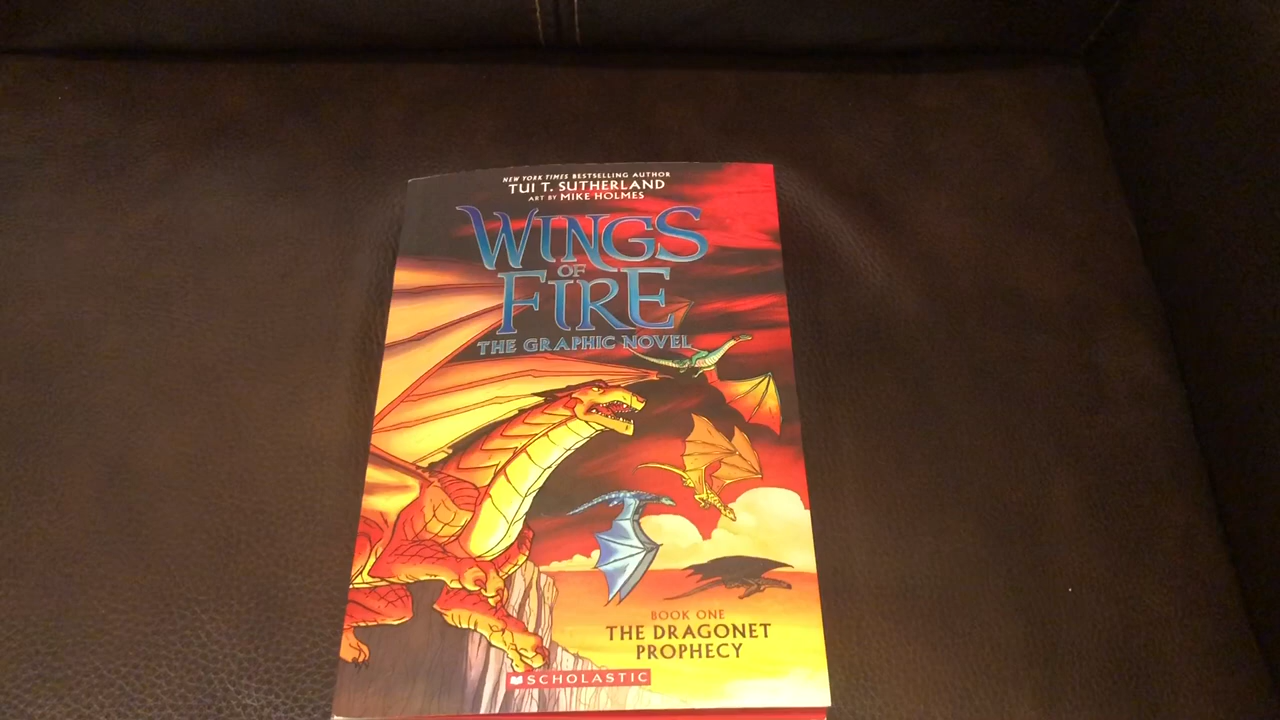 NEW YORK TIMES BESTSELLING AUTHOR
TUI T. SUTHERLAND
ART BY MIKE HOLMES
WINGS
OF
FIRE
THE GRAPHIC NOVEL
BOOK ONE
THE DRAGONET
PROPHECY
SCHOLASTIC